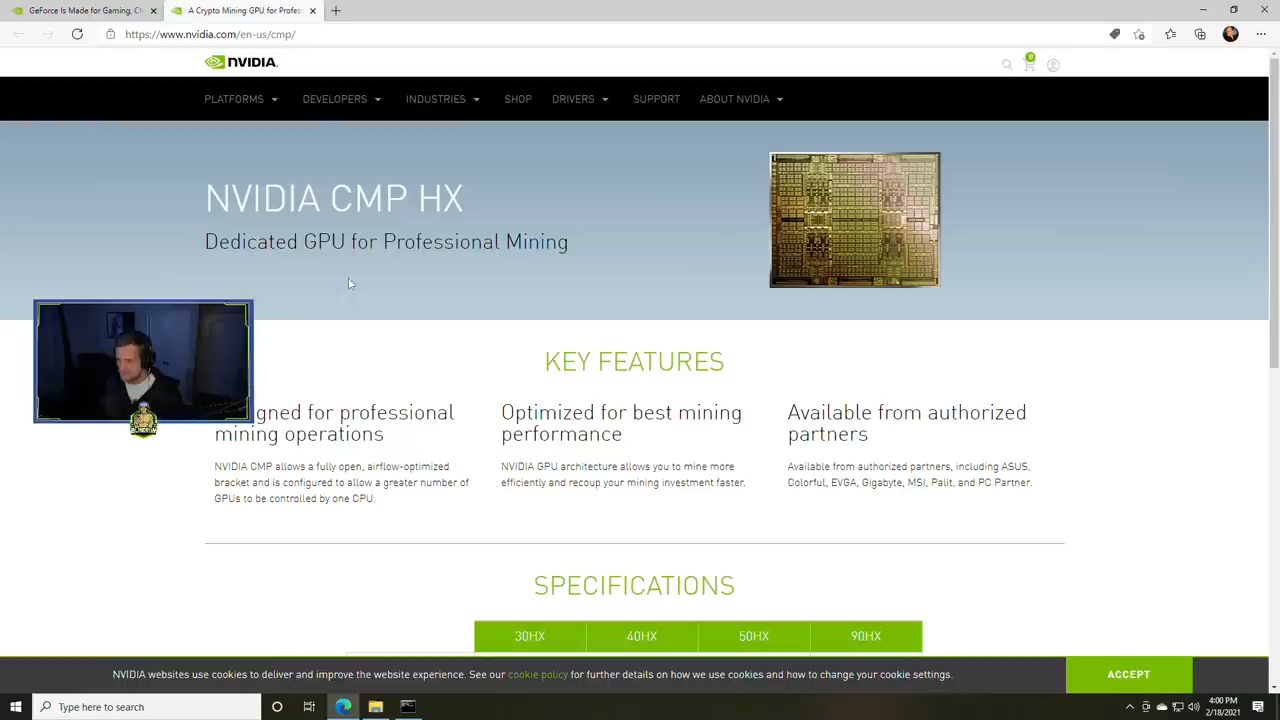 GeForce Is Made for Gaming, C
A Crypto Mining GPU for Profes
https://www.nvidia.com/en-us/cmp/
NVIDIA.
0
PLATFORMS DEVELOPERS INDUSTRIES SHOP DRIVERS SUPPORT ABOUT NVIDIA
NVIDIA CMP HX
Dedicated GPU for Professional Mining
KEY FEATURES
gned for professional
mining operations
NVIDIA CMP allows a fully open, airflow-optimized
bracket and is configured to allow a greater number of
GPUs to be controlled by one CPU.
Optimized for best mining
performance
NVIDIA GPU architecture allows you to mine more
efficiently and recoup your mining investment faster.
Available from authorized
partners
Available from authorized partners, including ASUS,
Colorful, EVGA, Gigabyte, MSI, Palit, and PC Partner.
SPECIFICATIONS
30HX 40HX 50HX 90HX
NVIDIA websites use cookies to deliver and improve the website experience. See our cookie policy for further details on how we use cookies and how to change your cookie settings.
ACCEPT
Type here to search
4:00 PM
2/18/2021